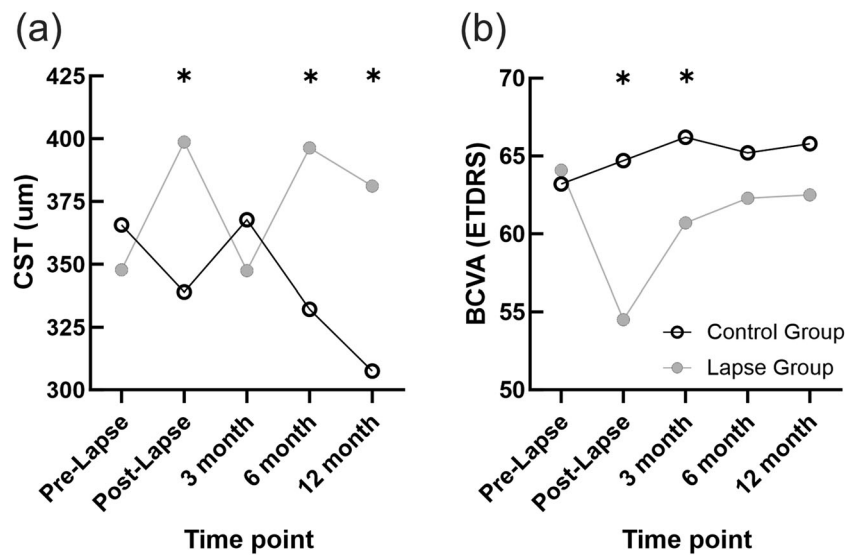 (a)
CST (um)
425
400
375
350
325
300
* * *
Pre-Lapse
Post-Lapse
3 month
6 month
12 month
Time point
(b)
BCVA (ETDRS)
70
65
60
55
50
* *
Control Group
Lapse Group
Pre-Lapse
Post-Lapse
3 month
6 month
12 month
Time point